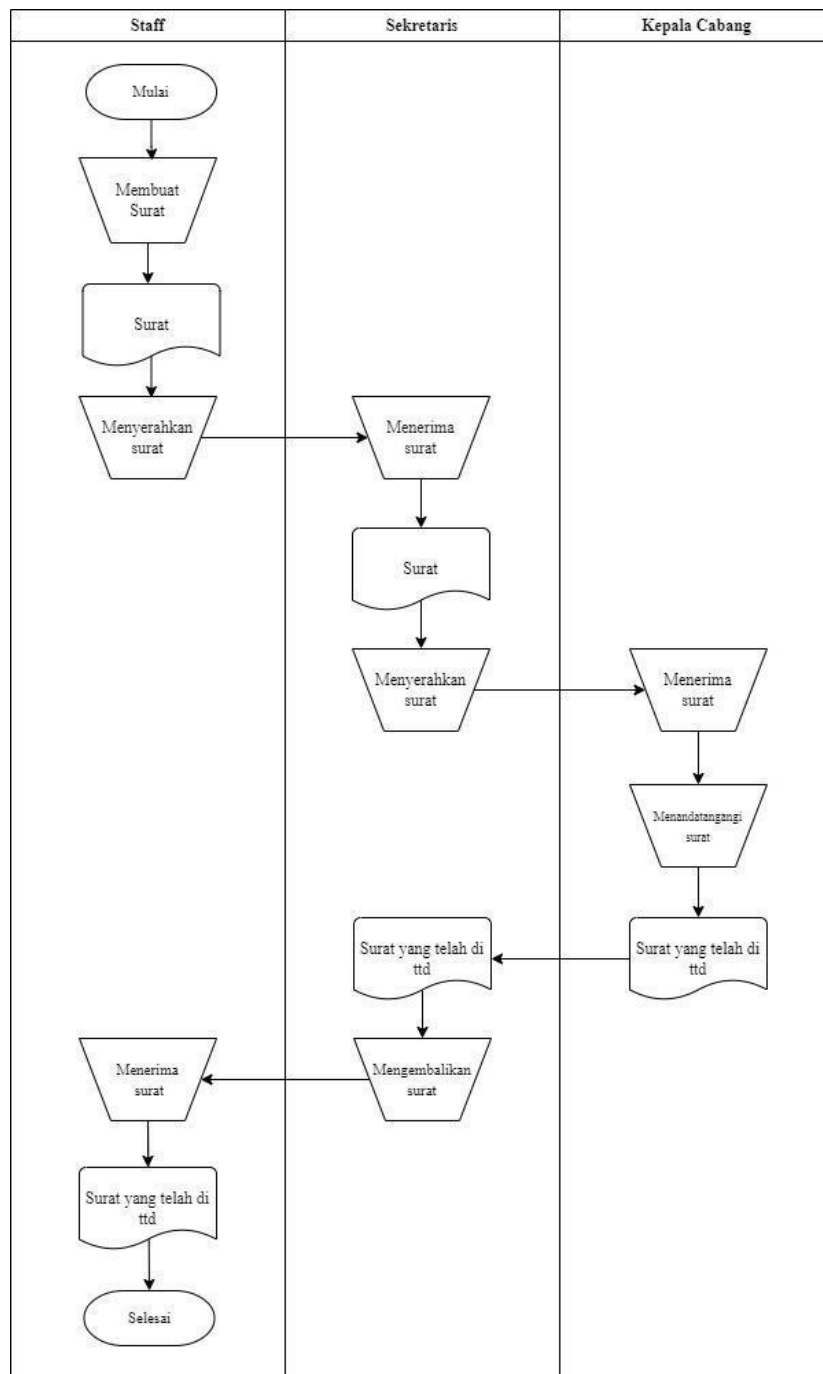 Staff
Sekretaris
Kepala Cabang
Mulai
Membuat
Surat
Surat
Menyerahkan
surat
Menerima
surat
Surat
Menyerahkan
surat
Menerima
surat
Menandatangangi
surat
Surat yang telah di
ttd
Surat yang telah di
ttd
Mengembalikan
surat
Menerima
surat
Surat yang telah di
ttd
Selesai